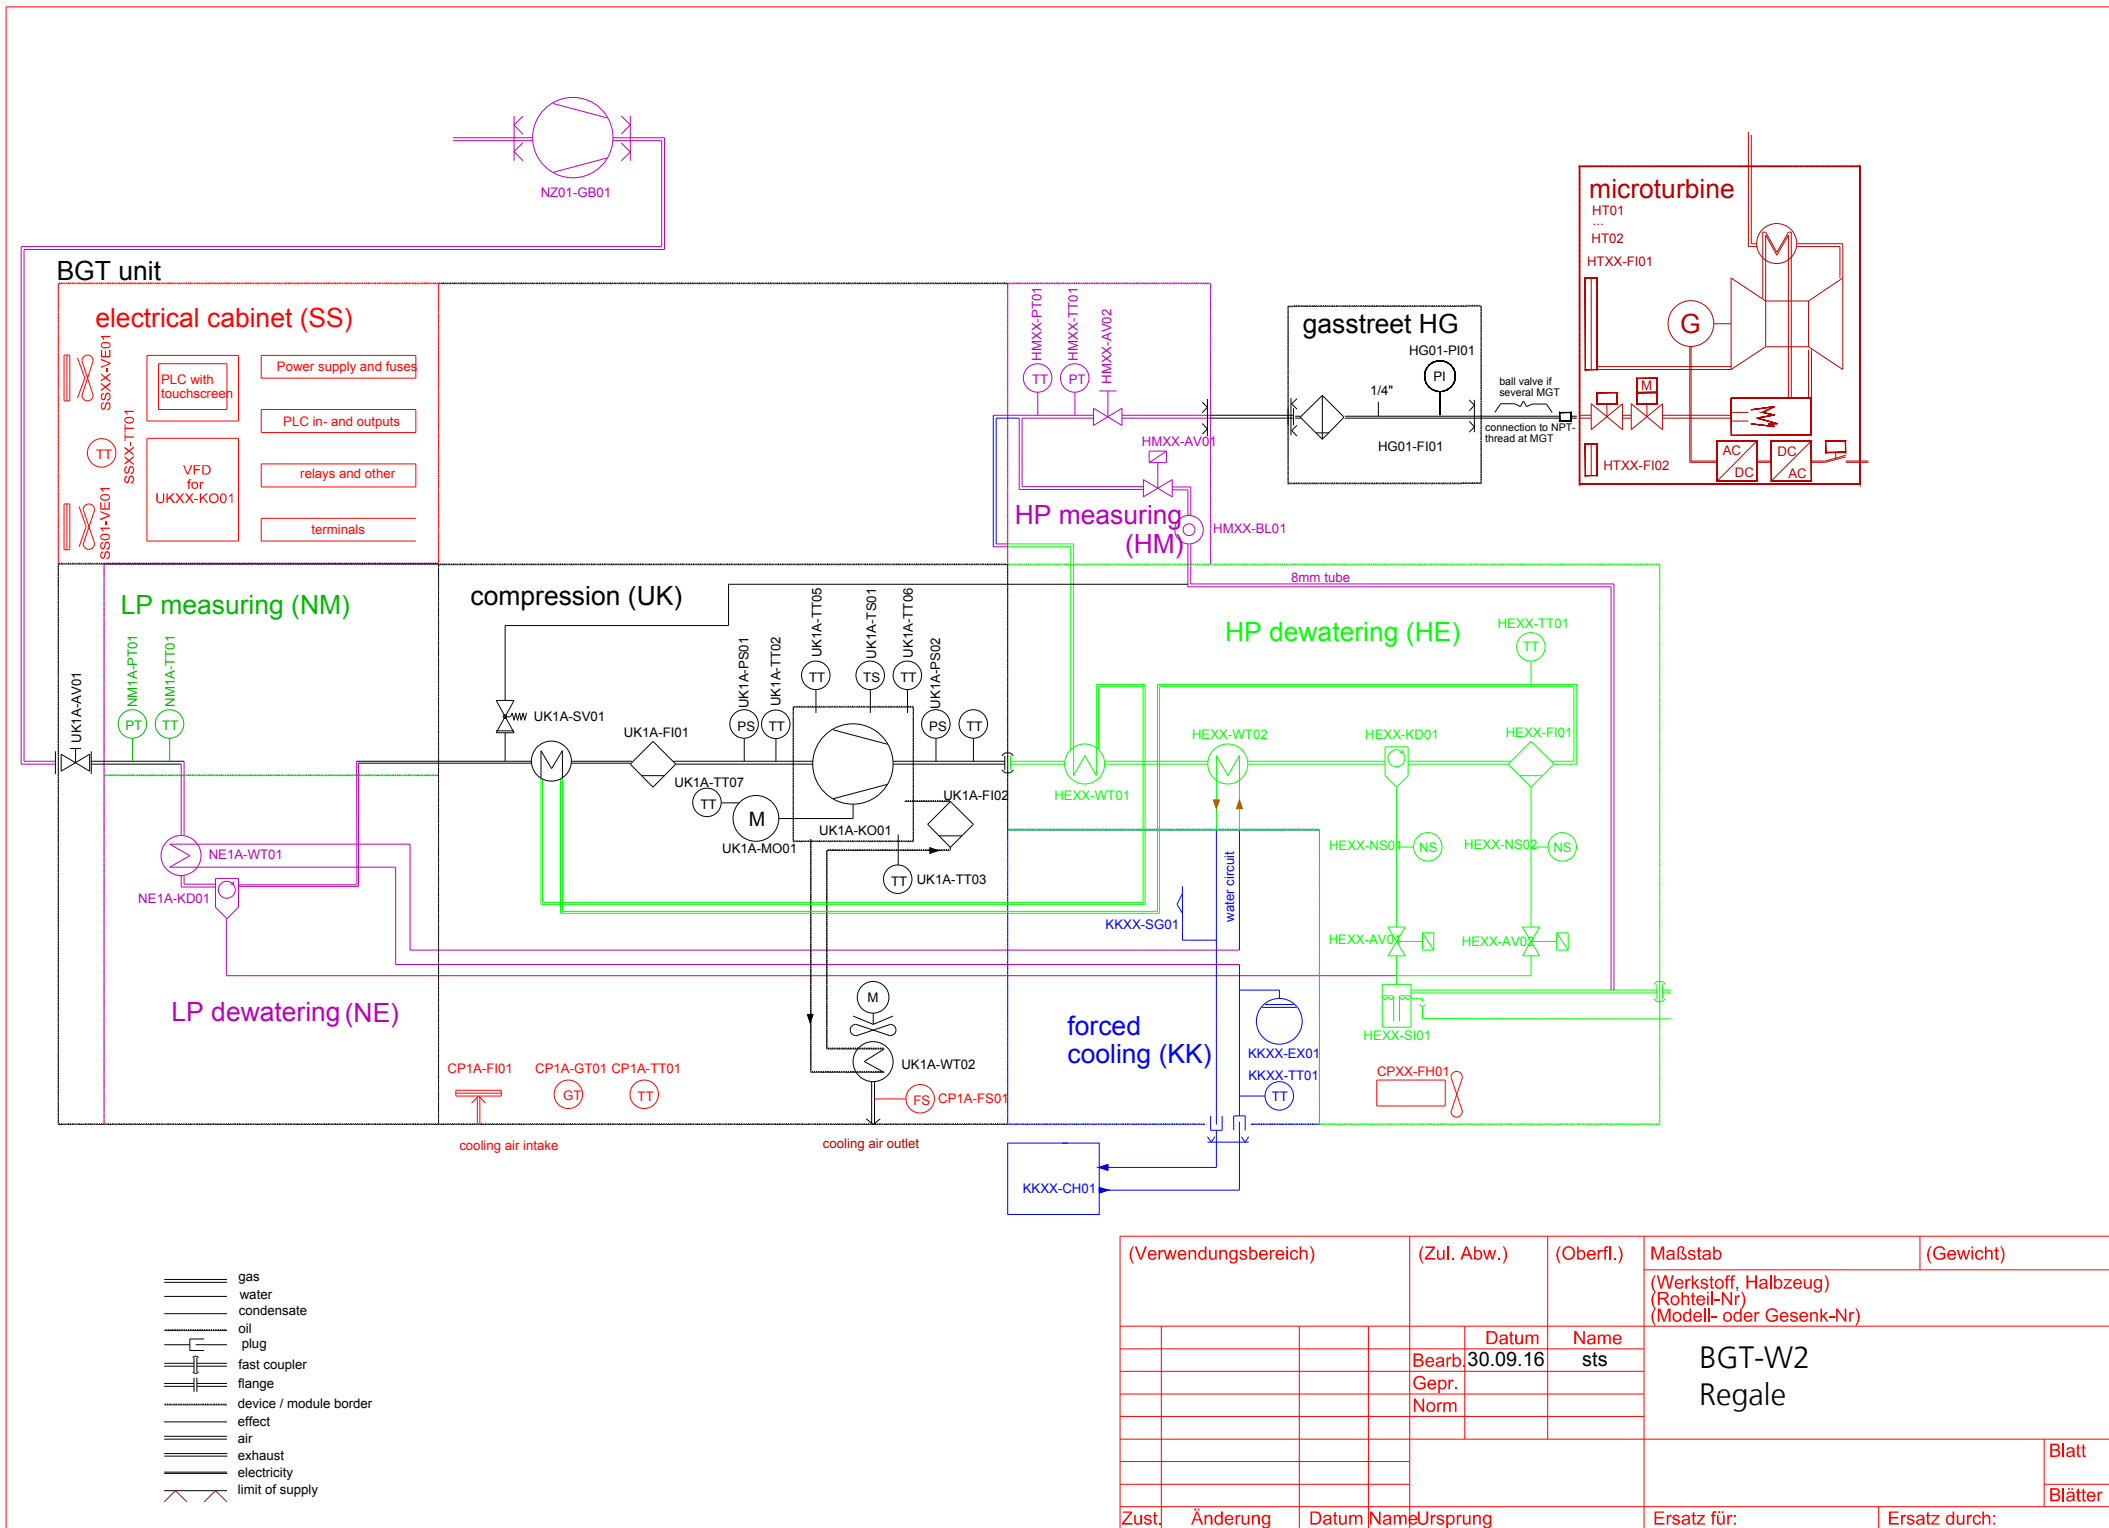 NZ01-GB01
BGT unit
electrical cabinet (SS)
SSXX-VE01
SSXX-TT01
TT
SS01-VE01
PLC with
touchscreen
VFD
for
UKXX-KO01
Power supply and fuses
PLC in- and outputs
relays and other
terminals
HMXX-PT01
HMXX-TT01
HMXX-AV02
TT
PT
HMXX-AV01
HP measuring
(HM)
HMXX-BL01
gasstreet HG
HG01-PI01
PI
1/4"
HG01-FI01
ball valve if
several MGT
connection to NPT-
thread at MGT
microturbine
HT01
...
HT02
HTXX-FI01
G
M
HTXX-FI02
AC
DC
DC
AC
LP measuring (NM)
UK1A-AV01
NM1A-PT01
NM1A-TT01
PT
TT
NE1A-WT01
NE1A-KD01
LP dewatering (NE)
compression (UK)
UK1A-SV01
UK1A-FI01
UK1A-PS01
UK1A-TT02
UK1A-TT05
UK1A-TS01
UK1A-TT06
UK1A-PS02
PS
TT
TT
TS
TT
PS
TT
UK1A-TT07
TT
M
UK1A-MO01
UK1A-KO01
UK1A-FI02
TT
UK1A-TT03
M
UK1A-WT02
FS
CP1A-FS01
CP1A-FI01
CP1A-GT01
CP1A-TT01
GT
TT
cooling air intake
cooling air outlet
8mm tube
HP dewatering (HE)
HEXX-TT01
TT
HEXX-WT01
HEXX-WT02
HEXX-KD01
HEXX-FI01
HEXX-NS01
NS
HEXX-NS02
NS
HEXX-AV01
HEXX-AV02
HEXX-SI01
CPXX-FH01
water circuit
KKXX-SG01
forced
cooling (KK)
KKXX-EX01
KKXX-TT01
TT
KKXX-CH01
gas
water
condensate
oil
plug
fast coupler
flange
device / module border
effect
air
exhaust
electricity
limit of supply
(Verwendungsbereich)
(Zul. Abw.)
(Oberfl.)
Maßstab
(Gewicht)
(Werkstoff, Halbzeug)
(Rohteil-Nr)
(Modell- oder Gesenk-Nr)
Datum
Name
Bearb.
30.09.16
sts
Gepr.
Norm
BGT-W2
Regale
Blatt
Blätter
Zust.
Änderung
Datum
Name
Ursprung
Ersatz für:
Ersatz durch: